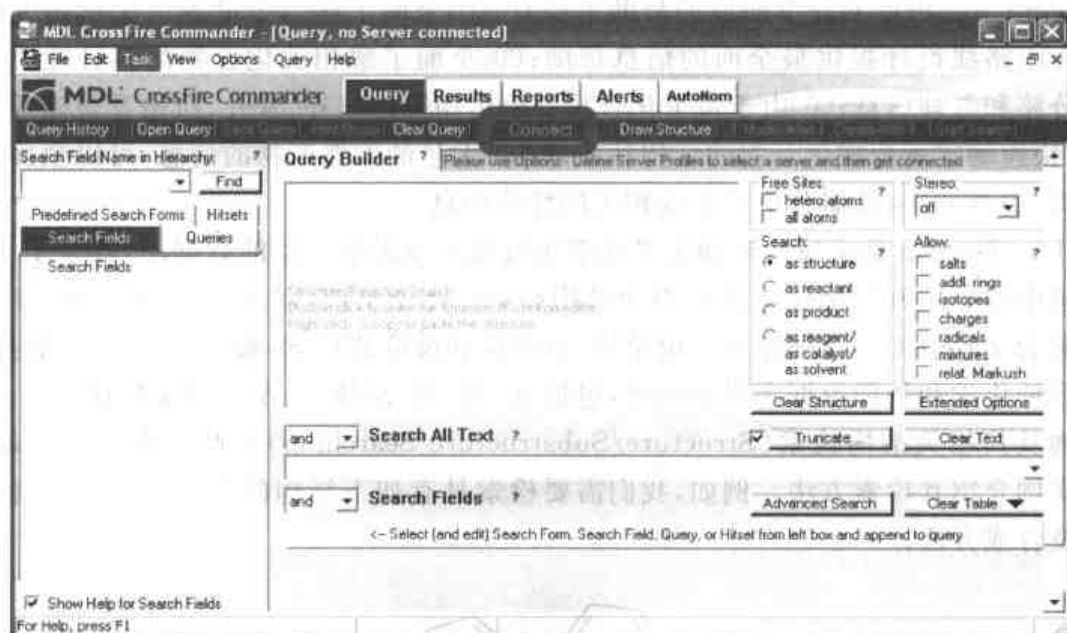 MDL CrossFire Commander - [Query, no Server connected]
File Edit Task View Options Query Help
MDL CrossFire Commander Query Results Reports Alerts AutoNom
Query History Open Query Clear Query Connect Draw Structure
Search Field Name in Hierarchy: ?
Find
Predefined Search Forms Hitsets
Search Fields Queries
Search Fields
Query Builder ? Please use Options - Define Server Profiles to select a server and then get connected ?
Free Sites: ?
hetero atoms
all atoms
Stereo: ?
off
Search: ?
as structure
as reactant
as product
as reagent/
as catalyst/
as solvent
Allow: ?
salts
addl. rings
isotopes
charges
radicals
mixtures
relat. Markush
Clear Structure Extended Options
and Search All Text ? Truncate Clear Text
and Search Fields ? Advanced Search Clear Table
<-- Select (and edit) Search Form, Search Field, Query, or Hitset from left box and append to query
Show Help for Search Fields
For Help, press F1